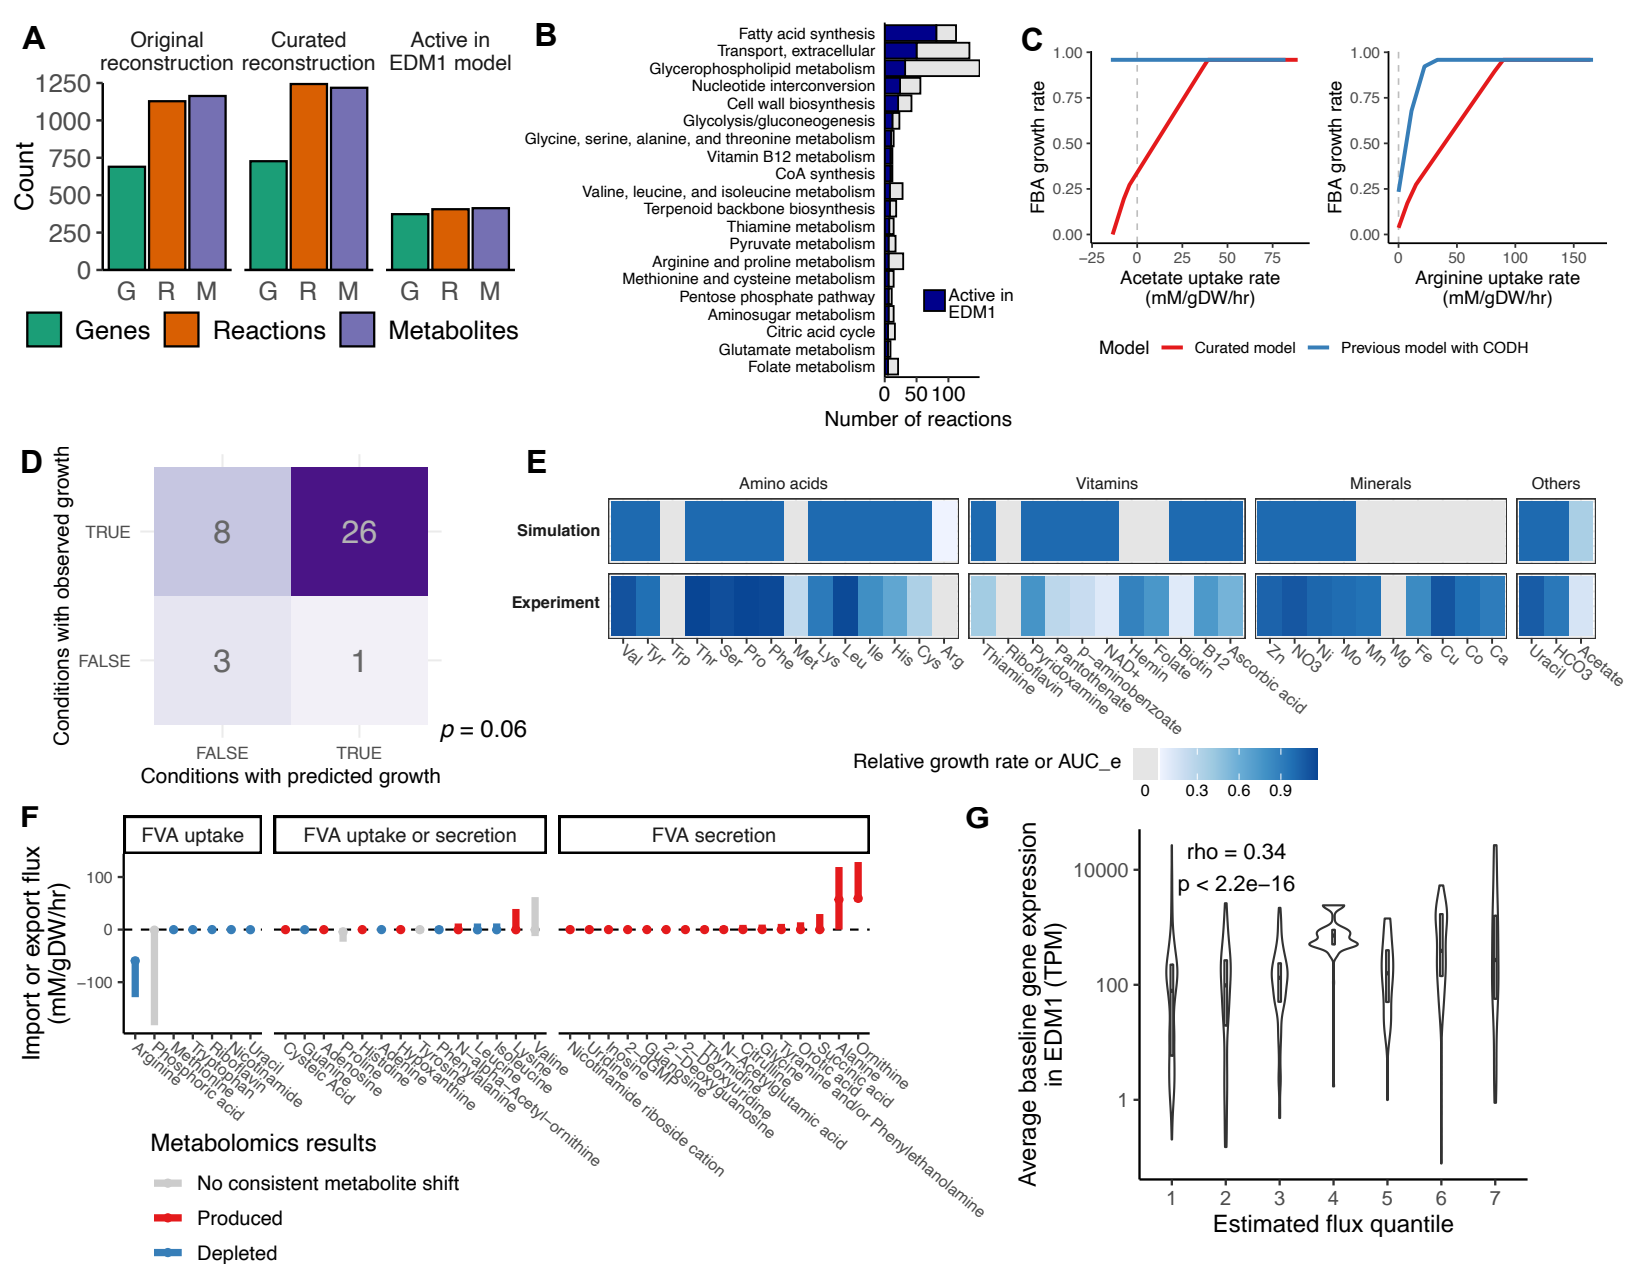 A
Original
reconstruction
Curated
reconstruction
Active in
EDM1 model
Count
1250
1000
750
500
250
0
G R M
G R M
G R M
Genes
Reactions
Metabolites
B
Fatty acid synthesis
Transport, extracellular
Glycerophospholipid metabolism
Nucleotide interconversion
Cell wall biosynthesis
Glycolysis/gluconeogenesis
Glycine, serine, alanine, and threonine metabolism
Vitamin B12 metabolism
CoA synthesis
Valine, leucine, and isoleucine metabolism
Terpenoid backbone biosynthesis
Thiamine metabolism
Pyruvate metabolism
Arginine and proline metabolism
Methionine and cysteine metabolism
Pentose phosphate pathway
Aminosugar metabolism
Citric acid cycle
Glutamate metabolism
Folate metabolism
Active in
EDM1
0 50 100
Number of reactions
C
FBA growth rate
1.00
0.75
0.50
0.25
0.00
−25 0 25 50 75
Acetate uptake rate
(mM/gDW/hr)
FBA growth rate
1.00
0.75
0.50
0.25
0.00
0 50 100 150
Arginine uptake rate
(mM/gDW/hr)
Model
Curated model
Previous model with CODH
D
Conditions with observed growth
TRUE
FALSE
8
26
3
1
FALSE
TRUE
Conditions with predicted growth
p = 0.06
E
Amino acids
Vitamins
Minerals
Others
Simulation
Experiment
Val
Tyr
Trp
Thr
Ser
Pro
Phe
Met
Lys
Leu
Ile
His
Cys
Arg
Thiamine
Riboflavin
Pyridoxamine
Pantothenate
p−aminobenzoate
NAD+
Hemin
Folate
Biotin
B12
Ascorbic acid
Zn
NO3
Ni
Mo
Mn
Mg
Fe
Cu
Co
Ca
Uracil
HCO3
Acetate
Relative growth rate or AUC_e
0 0.3 0.6 0.9
F
FVA uptake
FVA uptake or secretion
FVA secretion
Import or export flux
(mM/gDW/hr)
100
0
−100
Arginine
Phosphoric acid
Methionine
Tryptophan
Riboflavin
Nicotinamide
Uracil
Cysteic Acid
Guanine
Adenosine
Proline
Histidine
Adenine
Hypoxanthine
Tyrosine
Phenylalanine
N−alpha−Acetyl−ornithine
Leucine
Isoleucine
Lysine
Valine
Nicotinamide riboside cation
Uridine
Inosine
2−dGMP
Guanosine
2'−Deoxyguanosine
2−Deoxyuridine
Thymidine
N−Acetylglutamic acid
Citrulline
Glycine
Tyramine and/or Phenylethanolamine
Orotic acid
Succinic acid
Alanine
Ornithine
Metabolomics results
No consistent metabolite shift
Produced
Depleted
G
Average baseline gene expression
in EDM1 (TPM)
rho = 0.34
p < 2.2e−16
10000
100
1
1 2 3 4 5 6 7
Estimated flux quantile